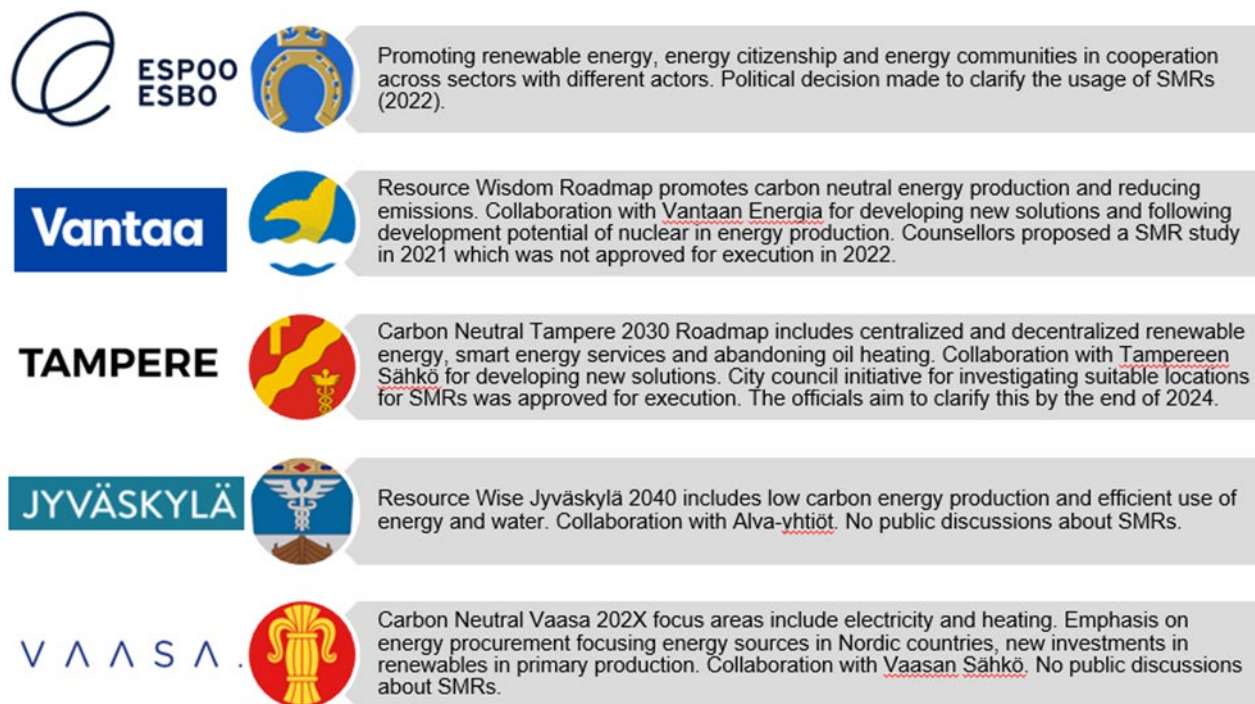 ESPOO
ESBO
Promoting renewable energy, energy citizenship and energy communities in cooperation
across sectors with different actors. Political decision made to clarify the usage of SMRs
(2022).
Vantaa
Resource Wisdom Roadmap promotes carbon neutral energy production and reducing
emissions. Collaboration with Vantaan Energia for developing new solutions and following
development potential of nuclear in energy production. Counsellors proposed a SMR study
in 2021 which was not approved for execution in 2022.
TAMPERE
Carbon Neutral Tampere 2030 Roadmap includes centralized and decentralized renewable
energy, smart energy services and abandoning oil heating. Collaboration with Tampereen
Sähkö for developing new solutions. City council initiative for investigating suitable locations
for SMRs was approved for execution. The officials aim to clarify this by the end of 2024.
JYVÄSKYLÄ
Resource Wise Jyväskylä 2040 includes low carbon energy production and efficient use of
energy and water. Collaboration with Alva-yhtiöt. No public discussions about SMRs.
VAASA.
Carbon Neutral Vaasa 202X focus areas include electricity and heating. Emphasis on
energy procurement focusing energy sources in Nordic countries, new investments in
renewables in primary production. Collaboration with Vaasan Sähkö. No public discussions
about SMRs.